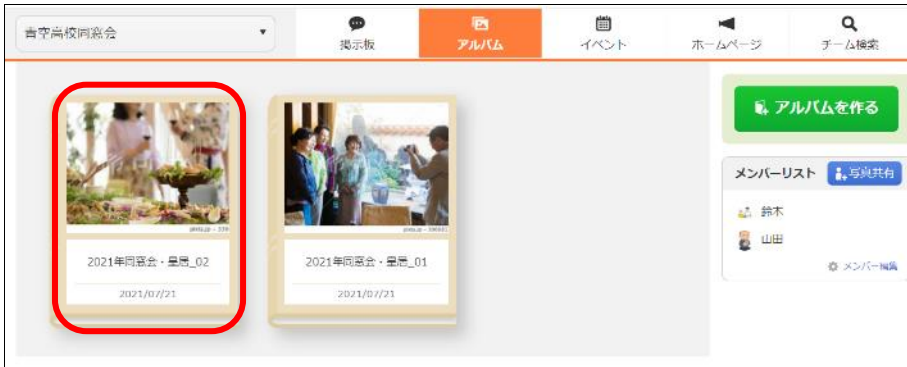 青空高校同窓会
掲示板
アルバム
イベント
ホームページ
チーム検索
アルバムを作る
メンバーリスト
写真共有
鈴木
山田
メンバー編集
2021年同窓会・皇居_02
2021/07/21
2021年同窓会・皇居_01
2021/07/21